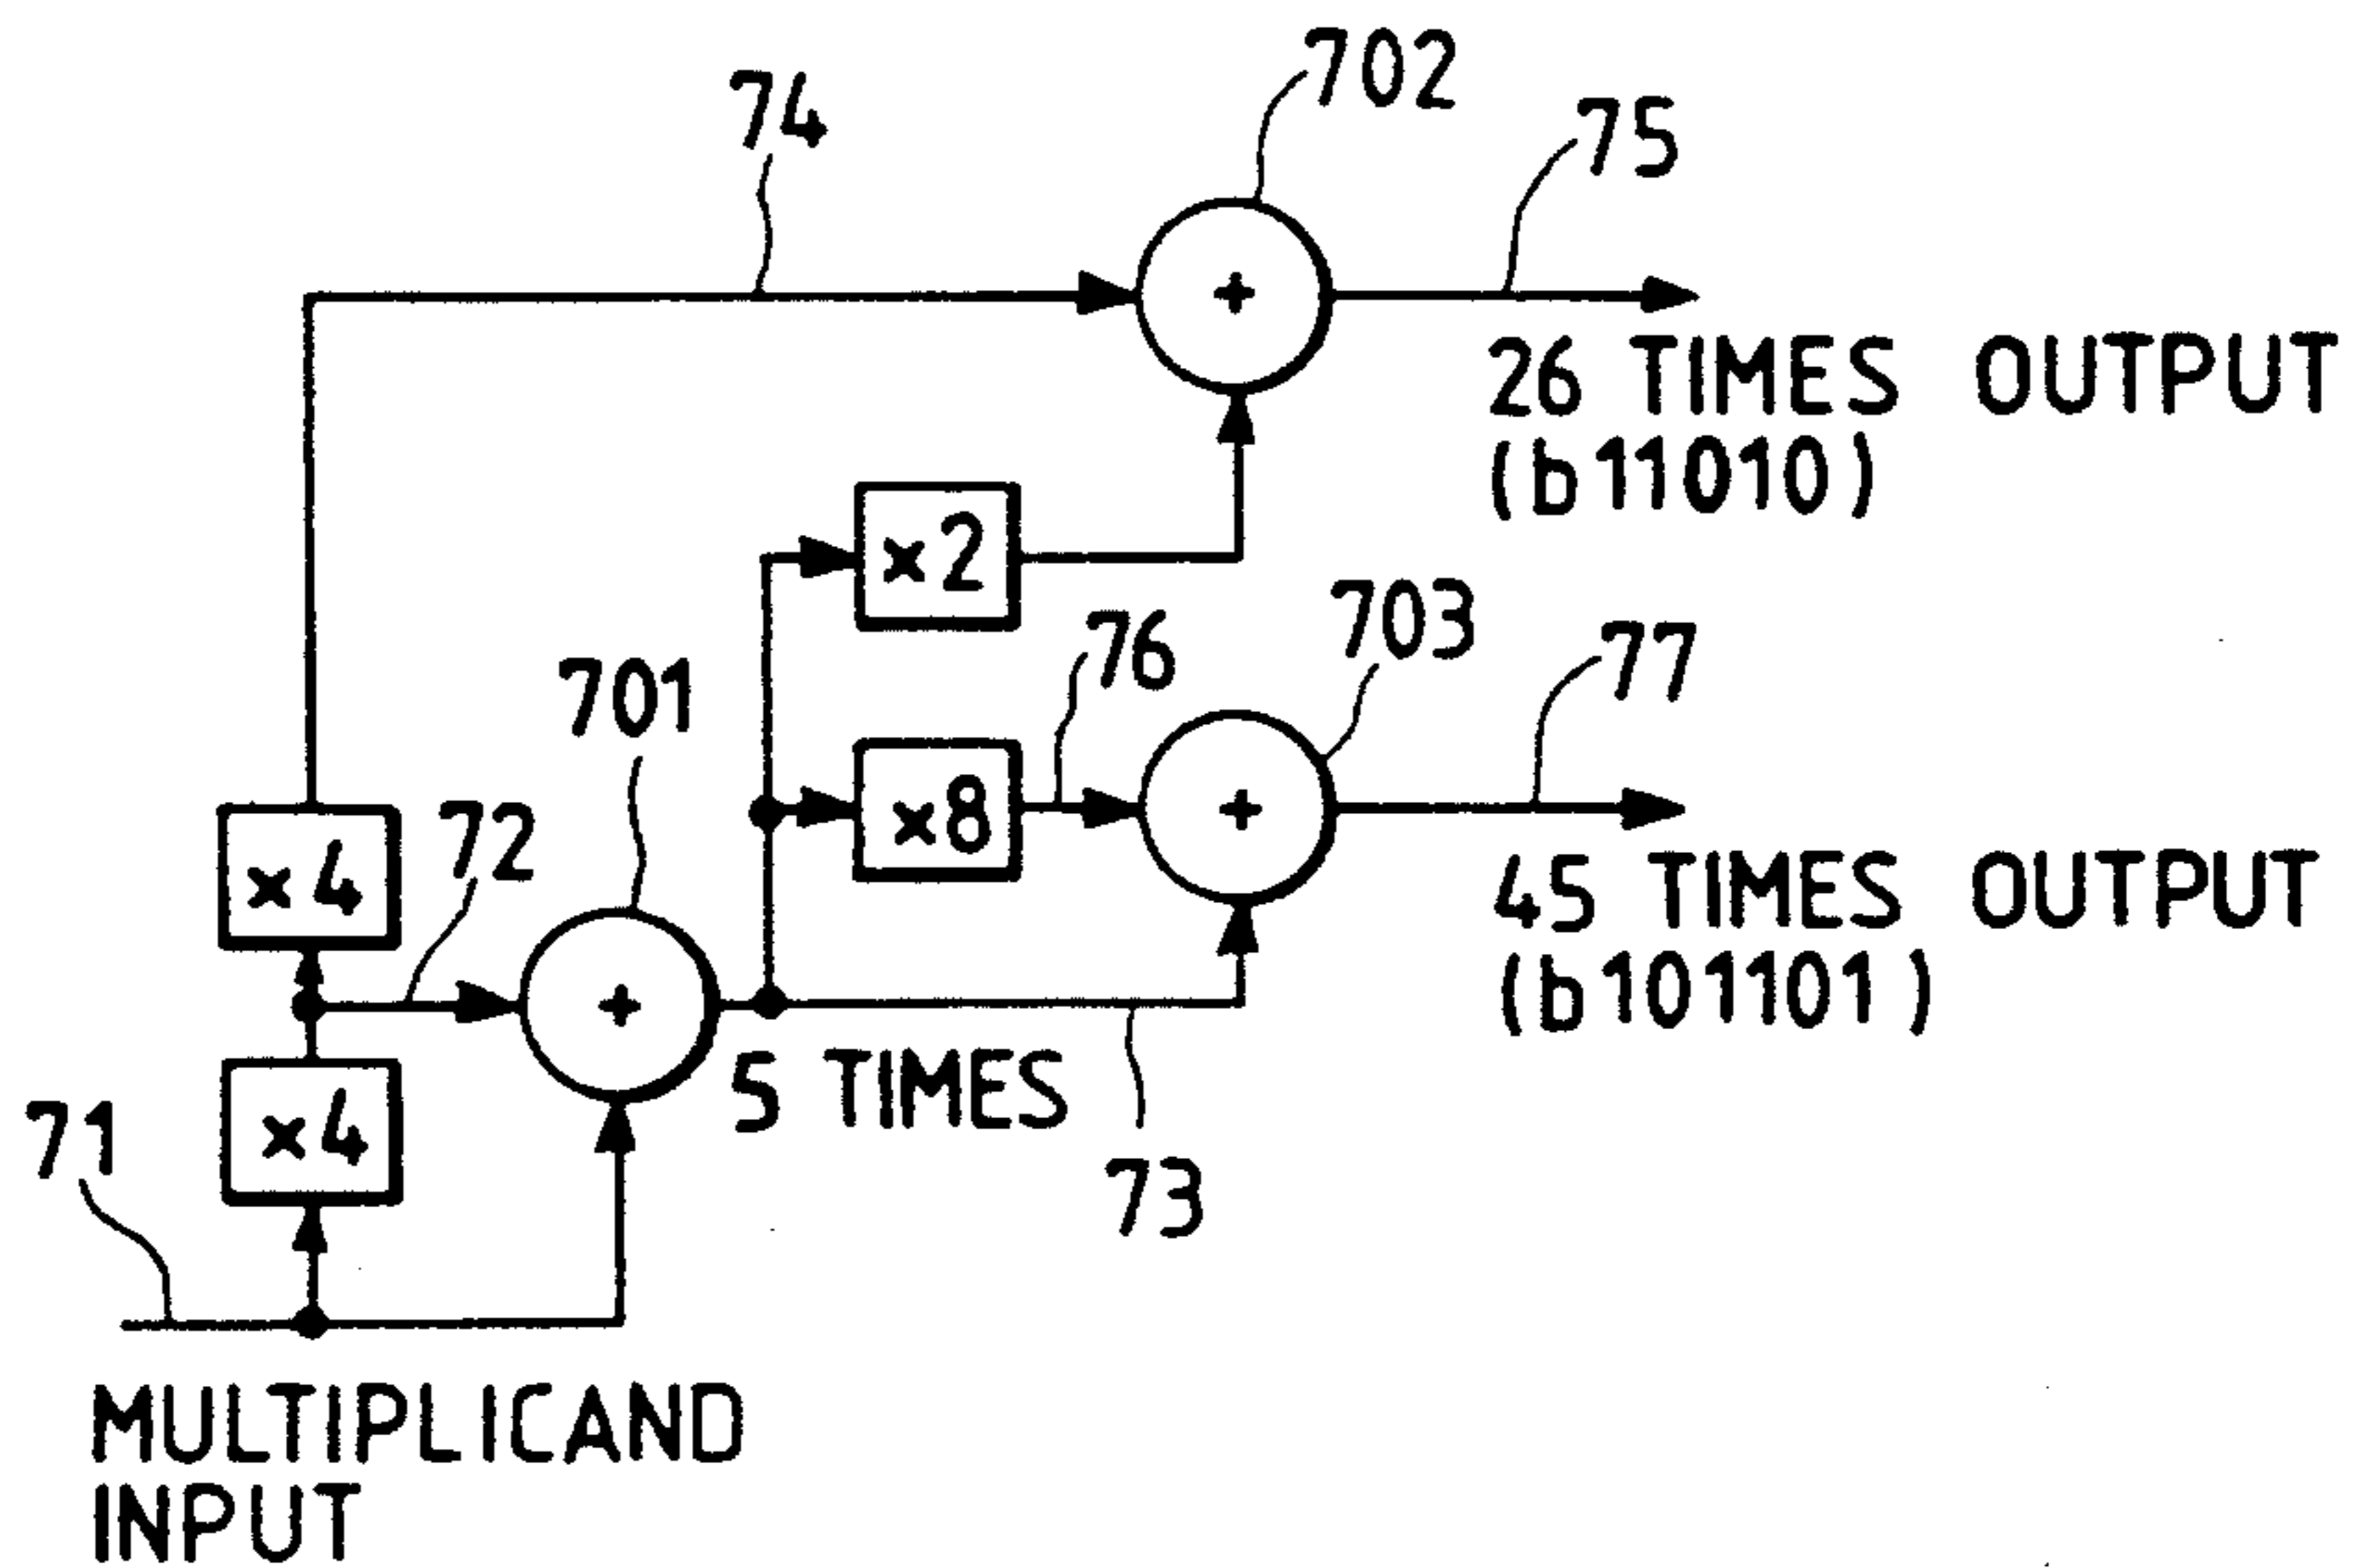 702
74
75
+
26 TIMES OUTPUT
(b11010)
×2
703
76
77
701
×8
+
×4
72
45 TIMES OUTPUT
(b101101)
+
5 TIMES
×4
71
73
MULTIPLICAND
INPUT